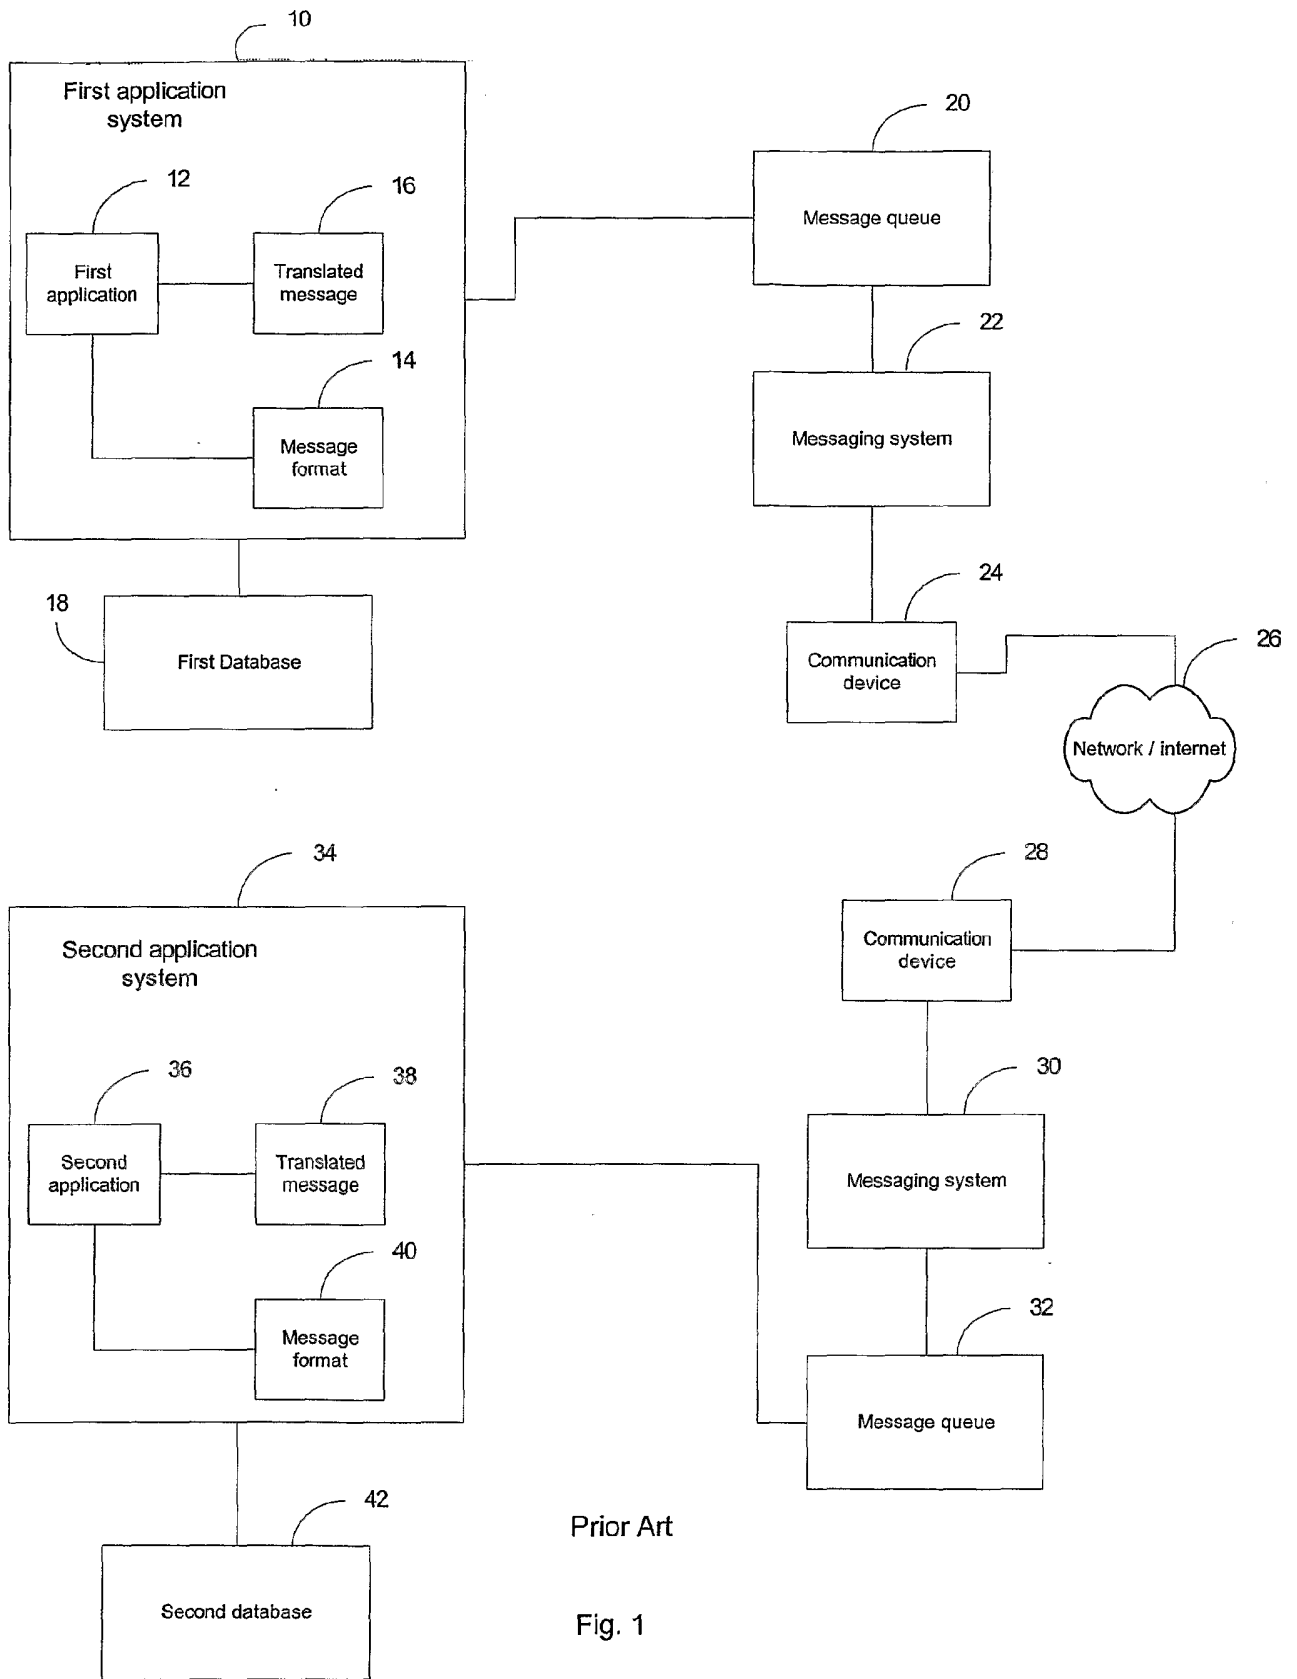 10
First application
system
12
16
First
application
Translated
message
14
Message
format
18
First Database
20
Message queue
22
Messaging system
24
Communication
device
26
Network / internet
28
Communication
device
30
Messaging system
32
Message queue
34
Second application
system
36
38
Second
application
Translated
message
40
Message
format
42
Second database
Prior Art
Fig. 1